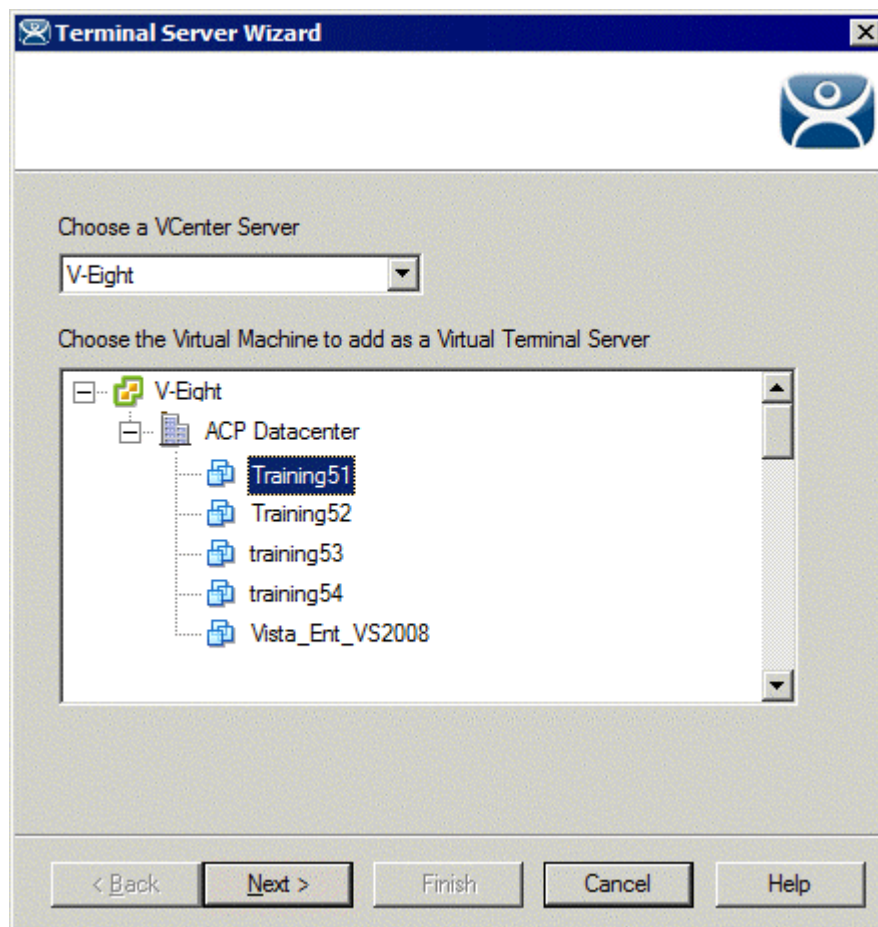 Terminal Server Wizard
Choose a VCenter Server
V-Eight
Choose the Virtual Machine to add as a Virtual Terminal Server
V-Eight
ACP Datacenter
Training51
Training52
training53
training54
Vista_Ent_VS2008
< Back Next > Finish Cancel Help